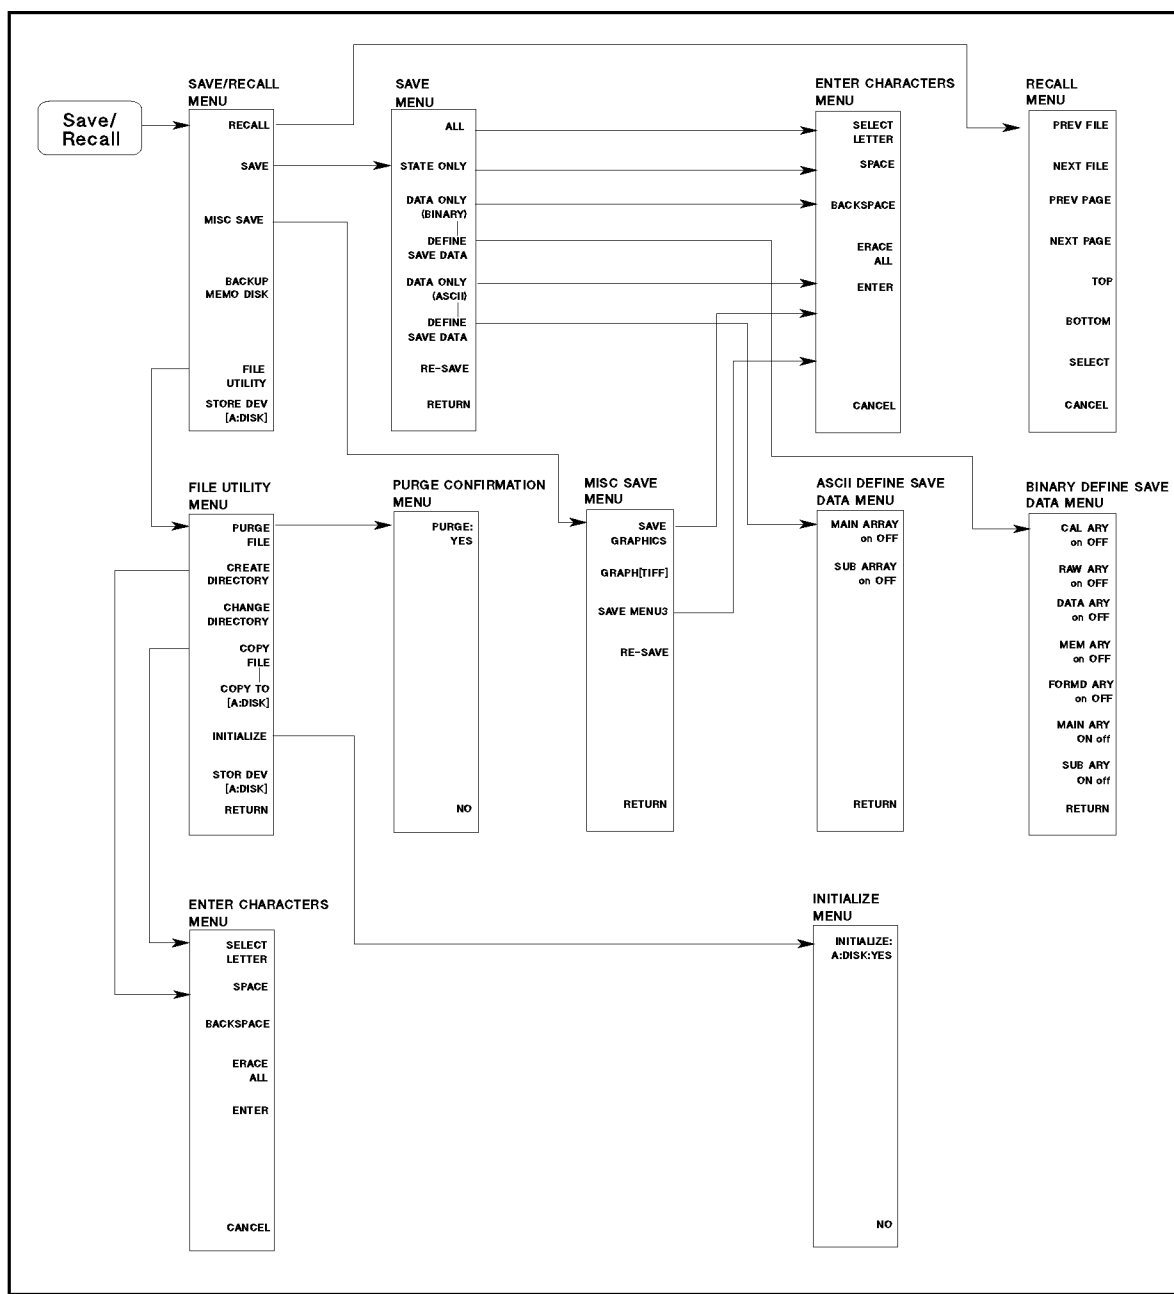 Save/
Recall
SAVE/RECALL
MENU
RECALL
SAVE
MISC SAVE
BACKUP
MEMO DISK
FILE
UTILITY
STORE DEV
[A:DISK]
SAVE
MENU
ALL
STATE ONLY
DATA ONLY
(BINARY)
DEFINE
SAVE DATA
DATA ONLY
(ASCII)
DEFINE
SAVE DATA
RE-SAVE
RETURN
ENTER CHARACTERS
MENU
SELECT
LETTER
SPACE
BACKSPACE
ERACE
ALL
ENTER
CANCEL
RECALL
MENU
PREV FILE
NEXT FILE
PREV PAGE
NEXT PAGE
TOP
BOTTOM
SELECT
CANCEL
FILE UTILITY
MENU
PURGE
FILE
CREATE
DIRECTORY
CHANGE
DIRECTORY
COPY
FILE
COPY TO
[A:DISK]
INITIALIZE
STOR DEV
[A:DISK]
RETURN
PURGE CONFIRMATION
MENU
PURGE:
YES
NO
MISC SAVE
MENU
SAVE
GRAPHICS
GRAPH[TIFF]
SAVE MENU3
RE-SAVE
RETURN
ASCII DEFINE SAVE
DATA MENU
MAIN ARRAY
on OFF
SUB ARRAY
on OFF
RETURN
BINARY DEFINE SAVE
DATA MENU
CAL ARY
on OFF
RAW ARY
on OFF
DATA ARY
on OFF
MEM ARY
on OFF
FORMD ARY
on OFF
MAIN ARY
ON off
SUB ARY
ON off
RETURN
ENTER CHARACTERS
MENU
SELECT
LETTER
SPACE
BACKSPACE
ERACE
ALL
ENTER
CANCEL
INITIALIZE
MENU
INITIALIZE:
A:DISK:YES
NO